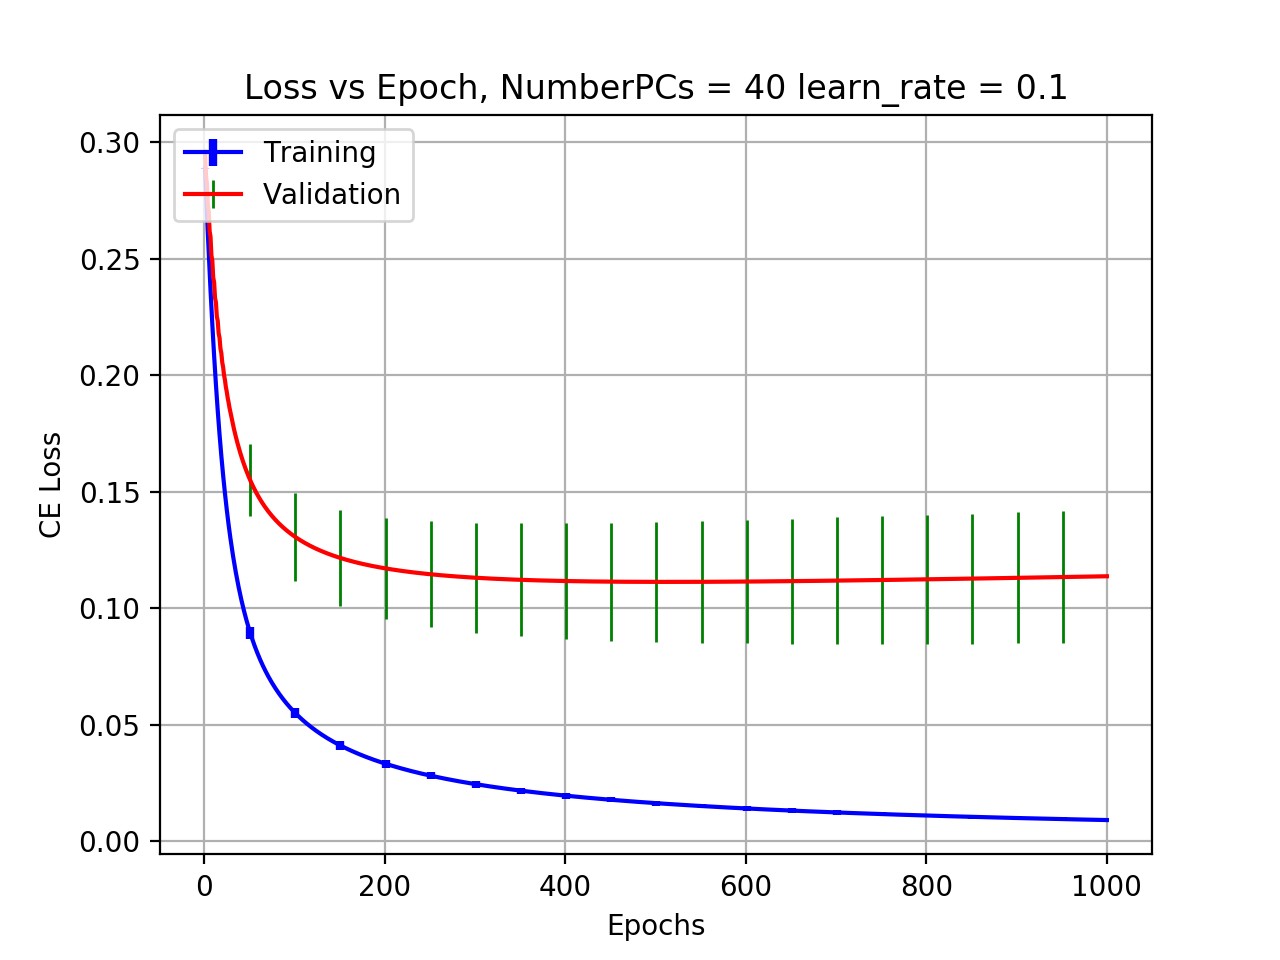 Loss vs Epoch, NumberPCs = 40 learn_rate = 0.1
Training
Validation
0.30
0.25
0.20
0.15
0.10
0.05
0.00
CE Loss
0 200 400 600 800 1000
Epochs